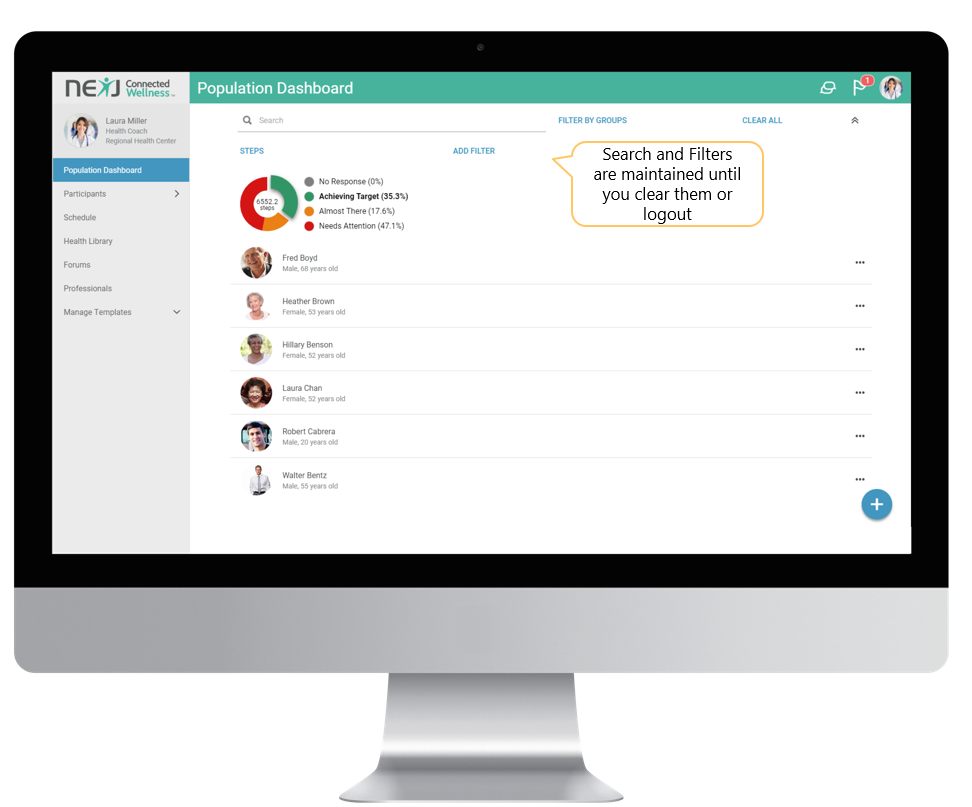 NEXJ Connected
Wellness™
Population Dashboard
1
Laura Miller
Health Coach
Regional Health Center
Population Dashboard
Participants
Schedule
Health Library
Forums
Professionals
Manage Templates
Search
FILTER BY GROUPS
CLEAR ALL
STEPS
ADD FILTER
Search and Filters
are maintained until
you clear them or
logout
6552.2
steps
No Response (0%)
Achieving Target (35.3%)
Almost There (17.6%)
Needs Attention (47.1%)
Fred Boyd
Male, 68 years old
Heather Brown
Female, 53 years old
Hillary Benson
Female, 52 years old
Laura Chan
Female, 52 years old
Robert Cabrera
Male, 20 years old
Walter Bentz
Male, 55 years old